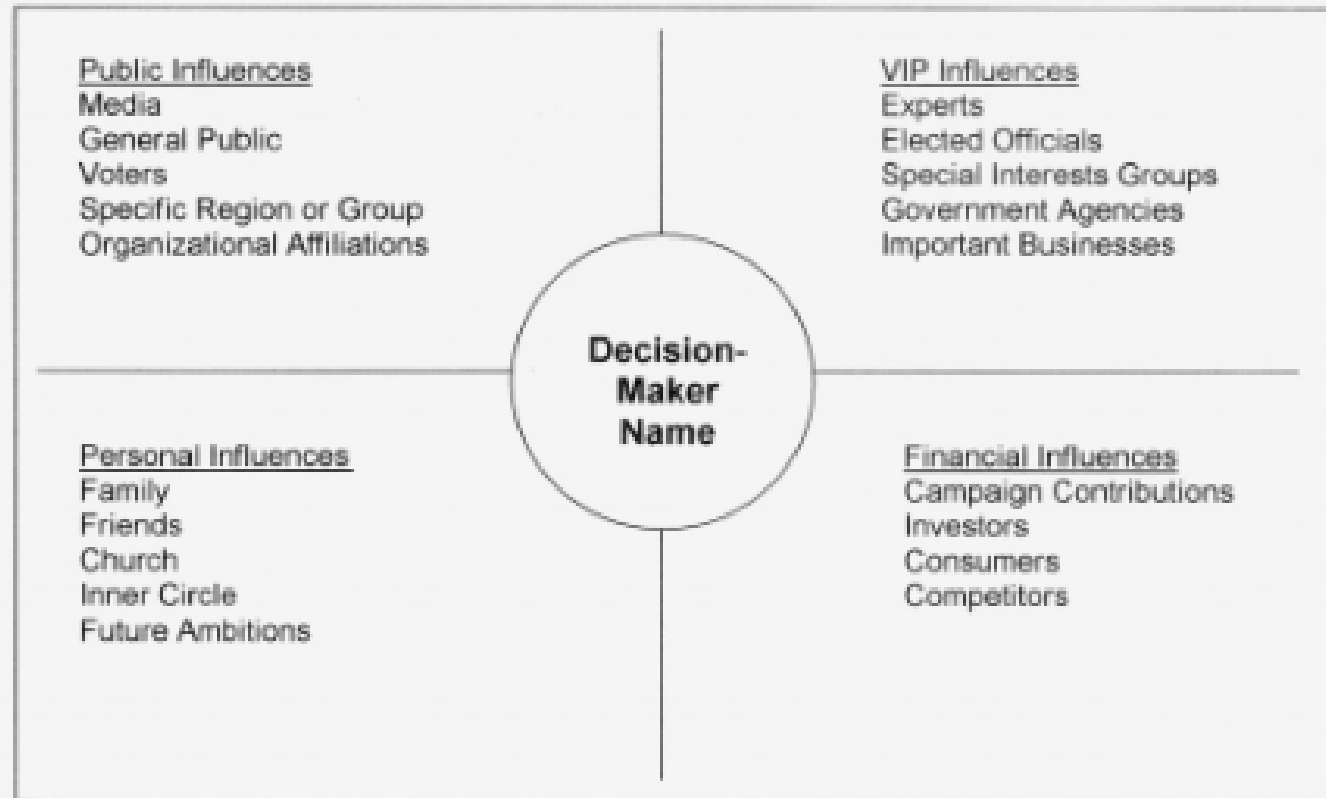 Public Influences
Media
General Public
Voters
Specific Region or Group
Organizational Affiliations
VIP Influences
Experts
Elected Officials
Special Interests Groups
Government Agencies
Important Businesses
Decision-
Maker
Name
Personal Influences
Family
Friends
Church
Inner Circle
Future Ambitions
Financial Influences
Campaign Contributions
Investors
Consumers
Competitors